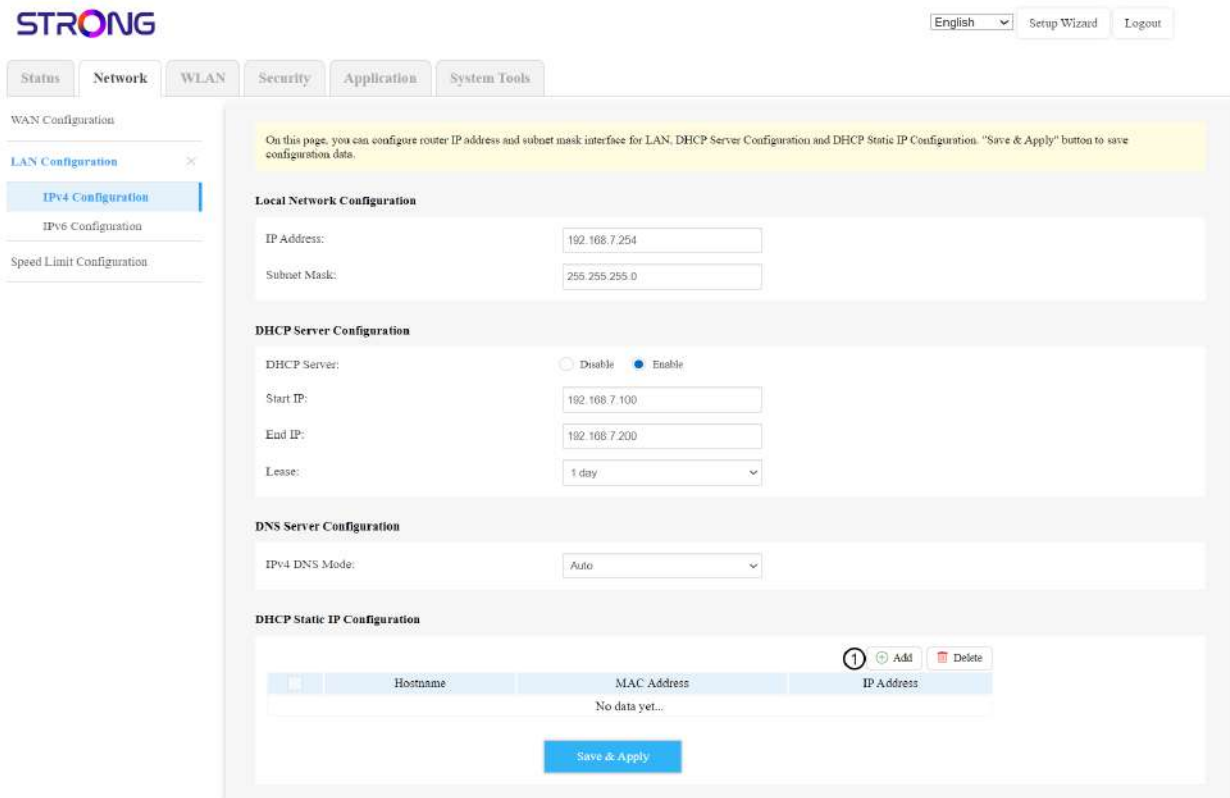 STRONG
English
Setup Wizard
Logout
Status
Network
WLAN
Security
Application
System Tools
WAN Configuration
LAN Configuration
IPv4 Configuration
IPv6 Configuration
Speed Limit Configuration
On this page, you can configure router IP address and subnet mask interface for LAN, DHCP Server Configuration and DHCP Static IP Configuration. "Save & Apply" button to save
configuration data.
Local Network Configuration
IP Address:
192.168.7.254
Subnet Mask:
255.255.255.0
DHCP Server Configuration
DHCP Server:
Disable
Enable
Start IP:
192.168.7.100
End IP:
192.168.7.200
Lease:
1 day
DNS Server Configuration
IPv4 DNS Mode:
Auto
DHCP Static IP Configuration
1
Add
Delete
Hostname
MAC Address
IP Address
No data yet...
Save & Apply